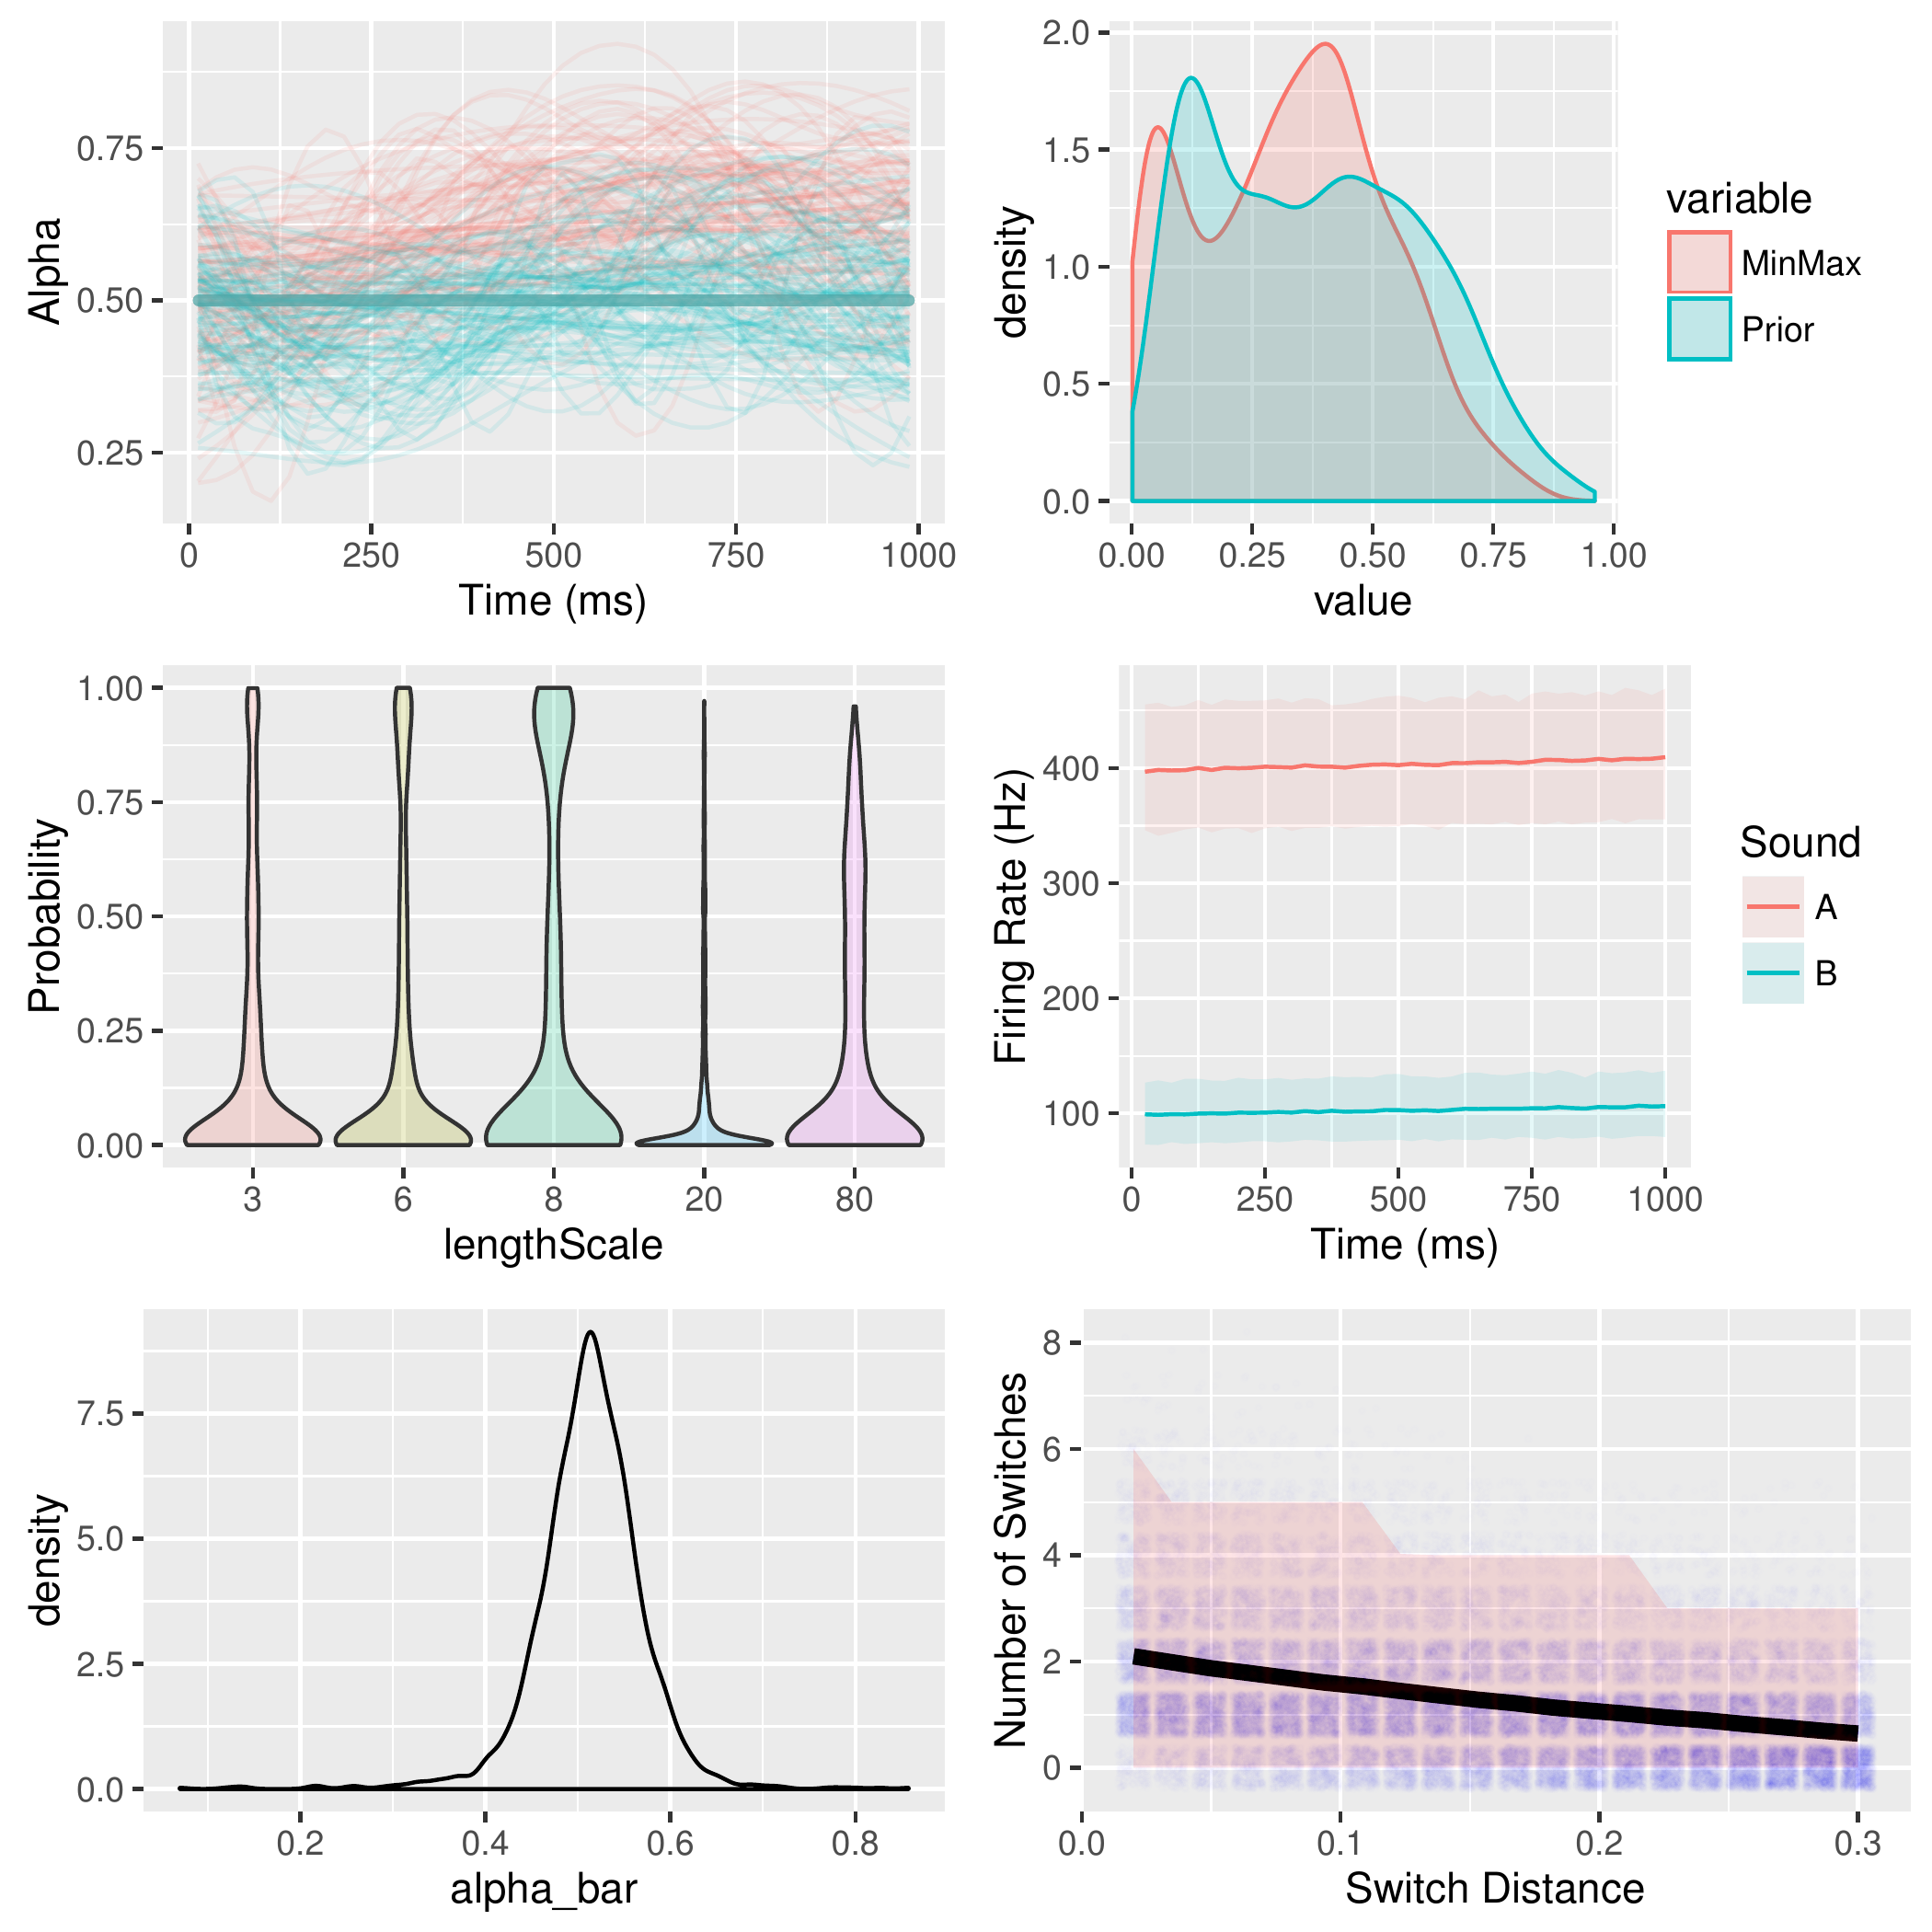 Alpha
0.75
0.50
0.25
0 250 500 750 1000
Time (ms)
density
2.0
1.5
1.0
0.5
0.0
0.00 0.25 0.50 0.75 1.00
value
variable
MinMax
Prior
Probability
1.00
0.75
0.50
0.25
0.00
3 6 8 20 80
lengthScale
Firing Rate (Hz)
400
300
200
100
0 250 500 750 1000
Time (ms)
Sound
A
B
density
7.5
5.0
2.5
0.0
0.2 0.4 0.6 0.8
alpha_bar
Number of Switches
8
6
4
2
0
0.0 0.1 0.2 0.3
Switch Distance